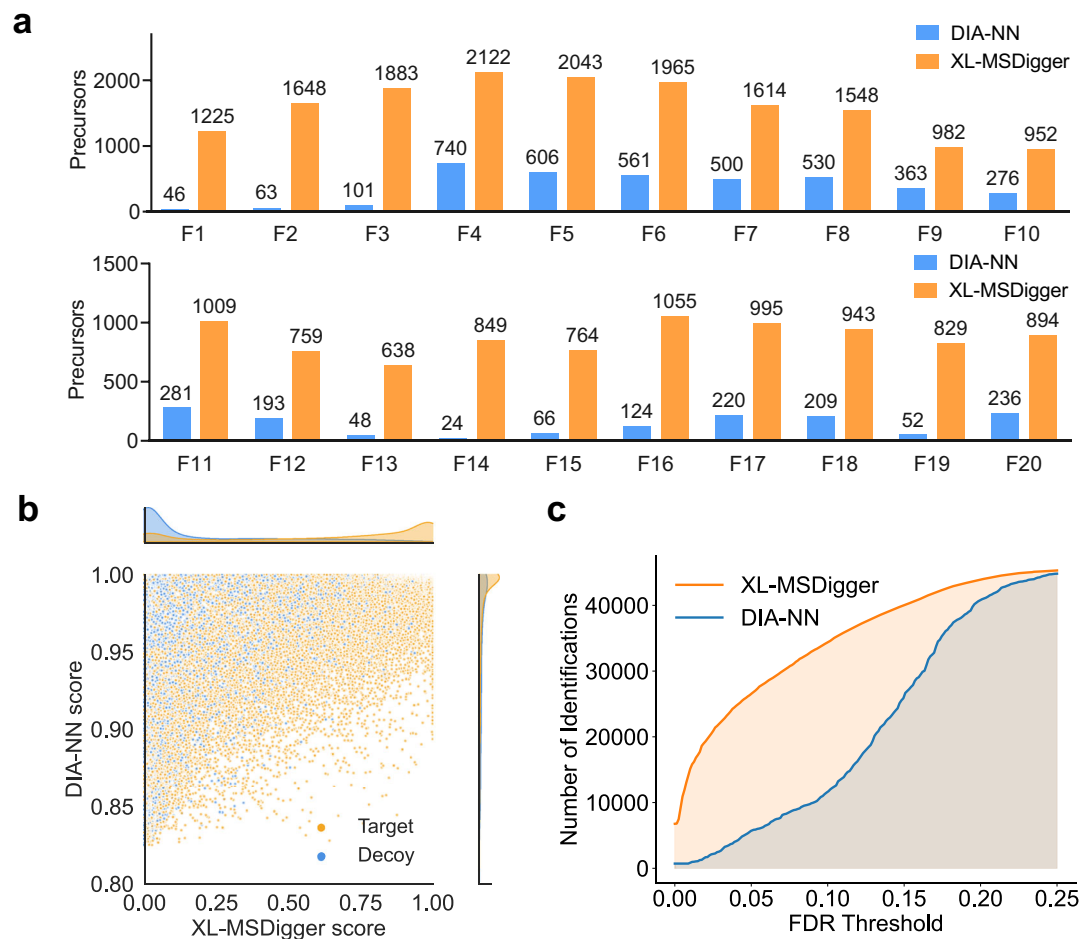 a
DIA-NN
XL-MSDigger
Precursors
2000
1000
0
46 1225 63 1648 101 1883 740 2122 606 2043 561 1965 500 1614 530 1548 363 982 276 952
F1 F2 F3 F4 F5 F6 F7 F8 F9 F10
DIA-NN
XL-MSDigger
Precursors
1500
1000
500
0
281 1009 193 759 48 638 24 849 66 764 124 1055 220 995 209 943 52 829 236 894
F11 F12 F13 F14 F15 F16 F17 F18 F19 F20
b
DIA-NN score
1.00
0.95
0.90
0.85
0.80
Target
Decoy
0.00 0.25 0.50 0.75 1.00
XL-MSDigger score
c
Number of Identifications
40000
30000
20000
10000
0
XL-MSDigger
DIA-NN
0.00 0.05 0.10 0.15 0.20 0.25
FDR Threshold